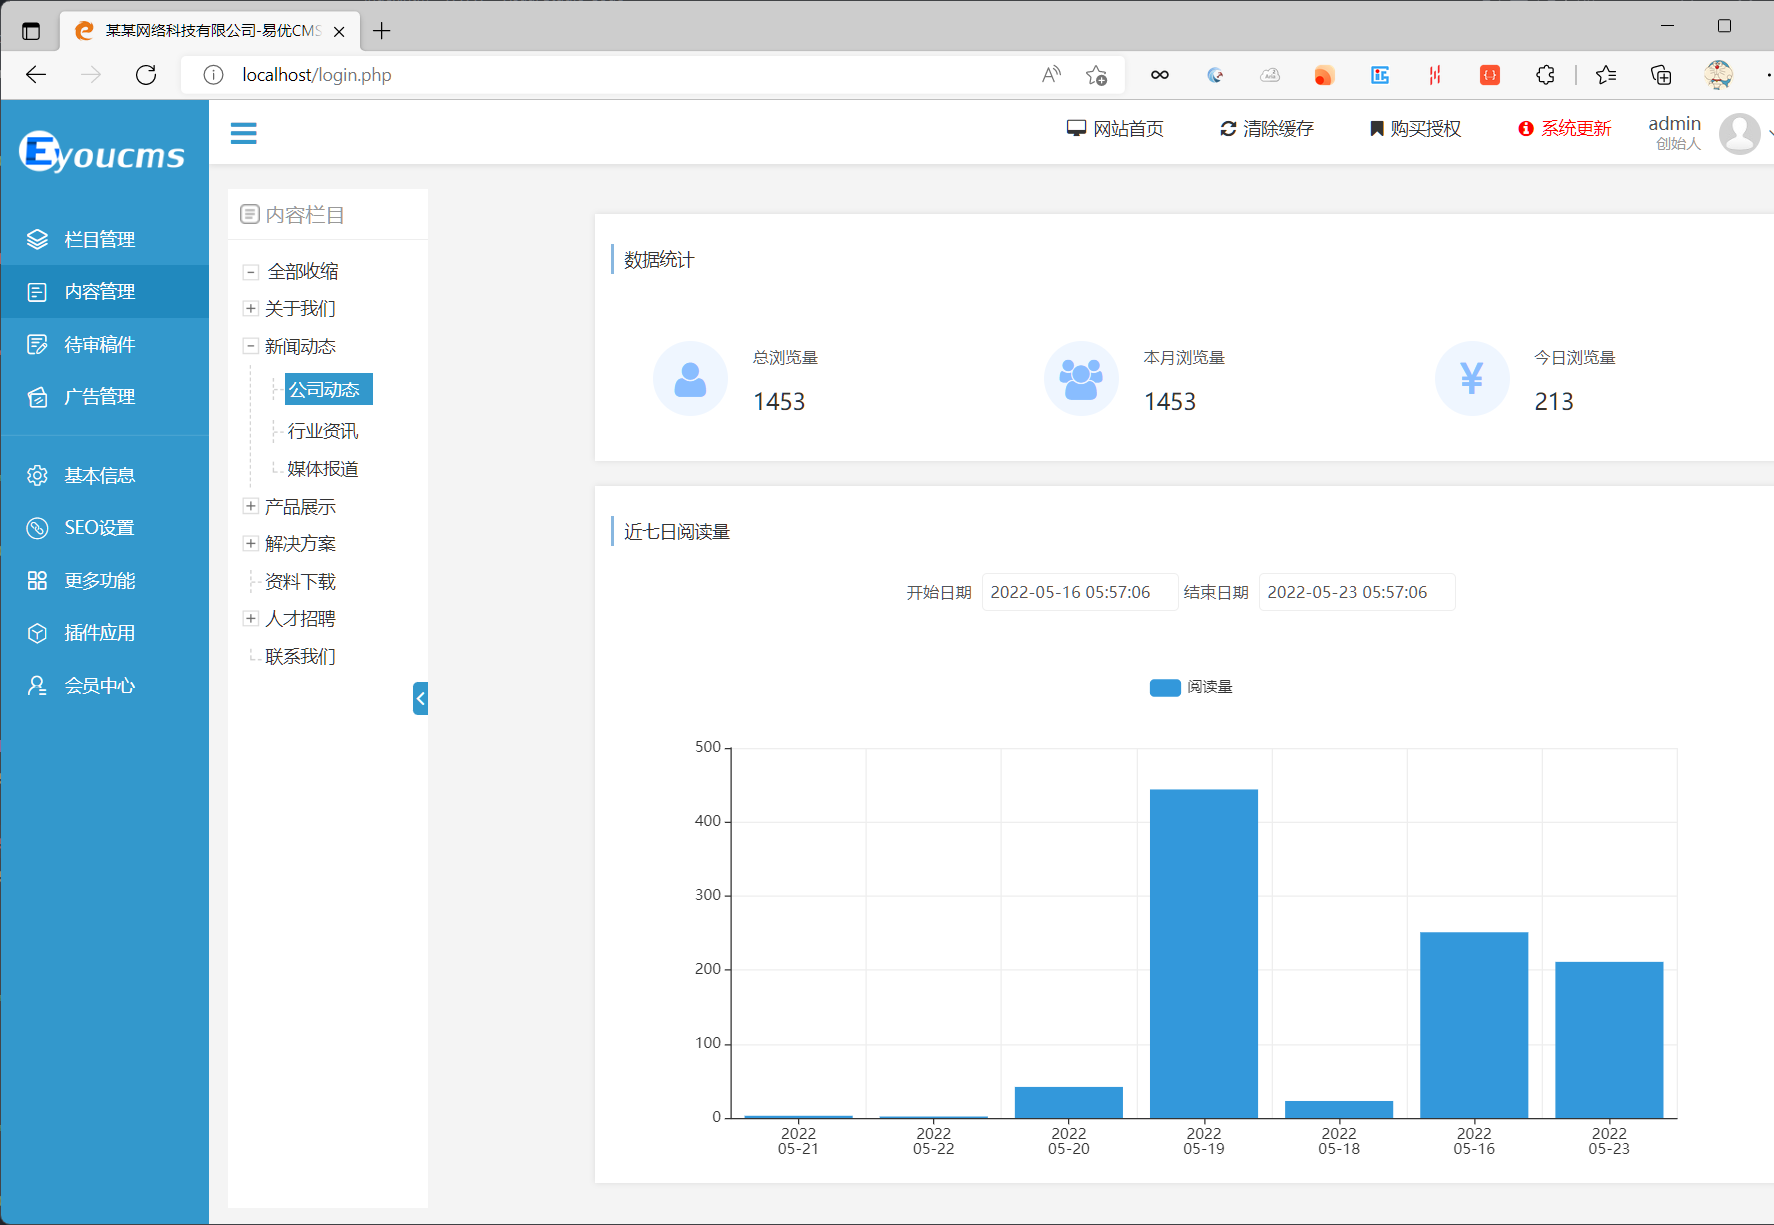 某某网络科技有限公司-易优CMS
localhost/login.php
Eyoucms
网站首页
清除缓存
购买授权
系统更新
admin
创始人
栏目管理
内容管理
待审稿件
广告管理
基本信息
SEO设置
更多功能
插件应用
会员中心
内容栏目
全部收缩
关于我们
新闻动态
公司动态
行业资讯
媒体报道
产品展示
解决方案
资料下载
人才招聘
联系我们
数据统计
总浏览量
1453
本月浏览量
1453
¥
今日浏览量
213
近七日阅读量
开始日期 2022-05-16 05:57:06 结束日期 2022-05-23 05:57:06
阅读量
500
400
300
200
100
0
2022
05-21
2022
05-22
2022
05-20
2022
05-19
2022
05-18
2022
05-16
2022
05-23